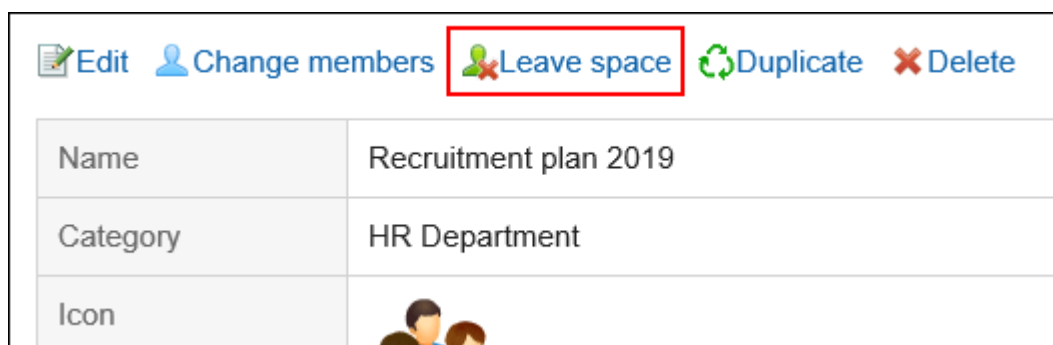 Edit Change members Leave space Duplicate Delete
Name Recruitment plan 2019
Category HR Department
Icon